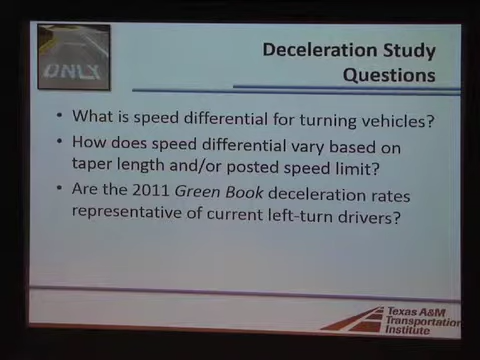 ONLY
Deceleration Study
Questions
• What is speed differential for turning vehicles?
• How does speed differential vary based on
taper length and/or posted speed limit?
• Are the 2011 Green Book deceleration rates
representative of current left-turn drivers?
Texas A&M
Transportation
Institute